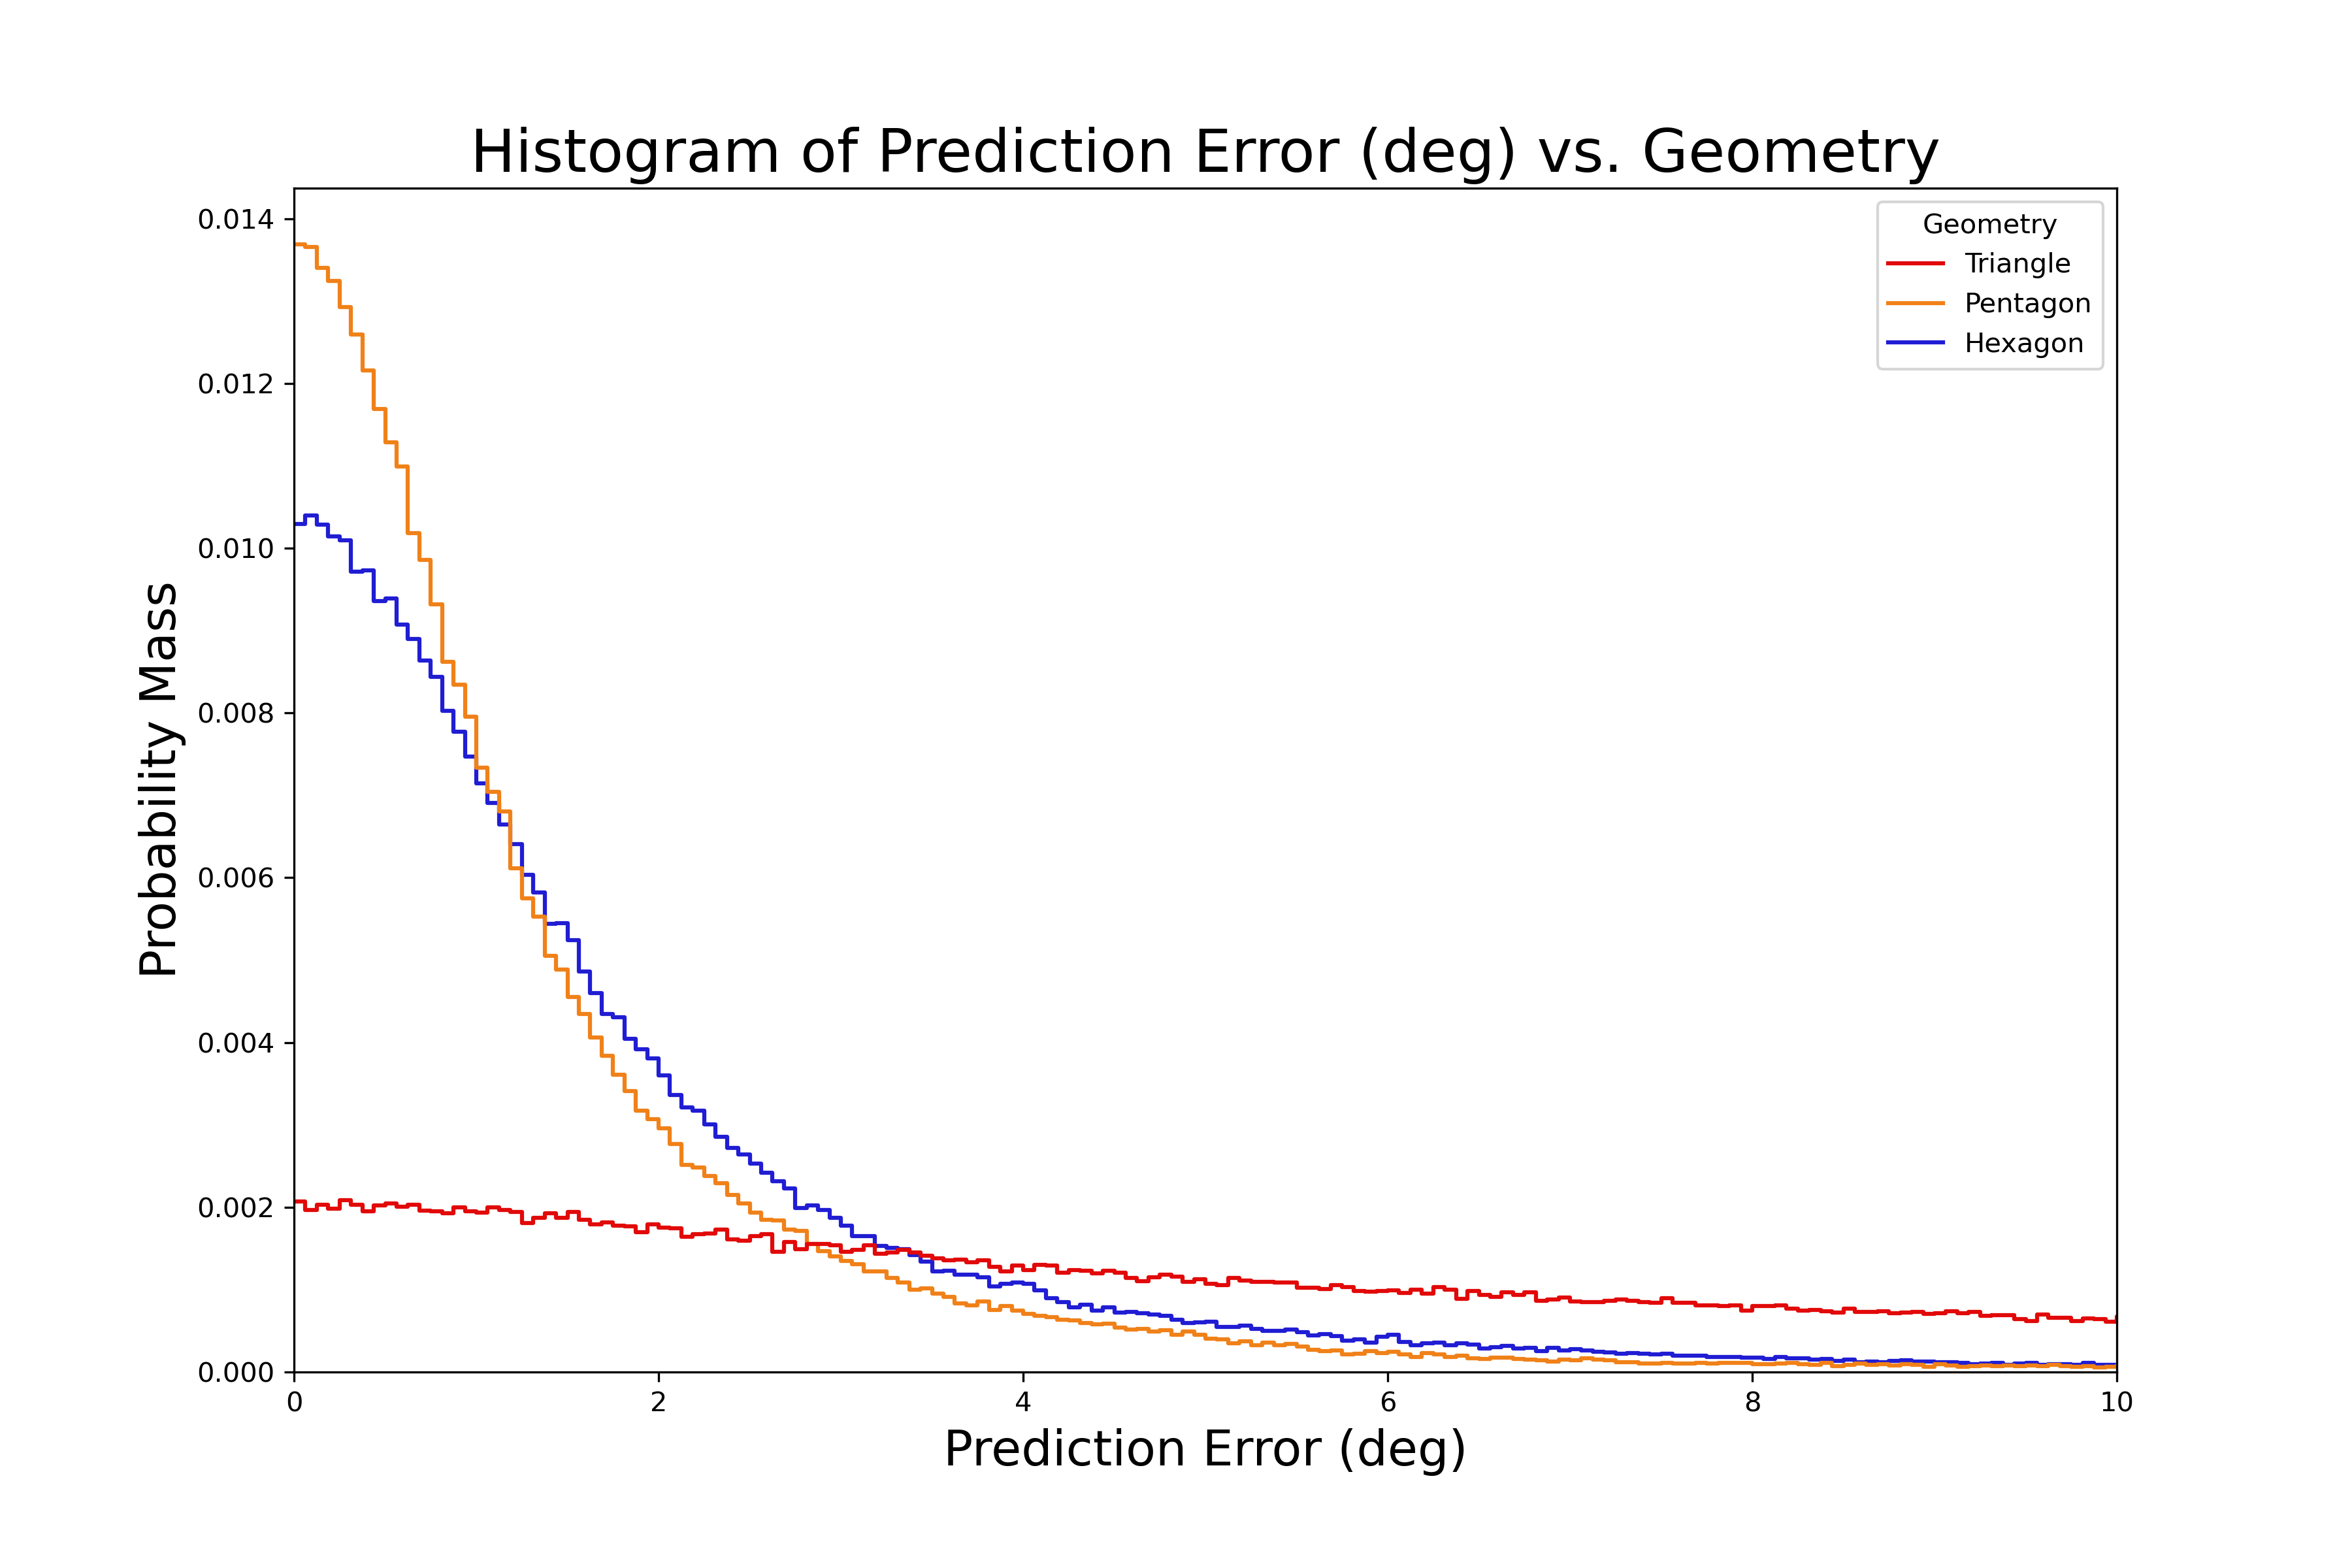 Histogram of Prediction Error (deg) vs. Geometry
Geometry
Triangle
Pentagon
Hexagon
Probability Mass
0.014
0.012
0.010
0.008
0.006
0.004
0.002
0.000
0 2 4 6 8 10
Prediction Error (deg)